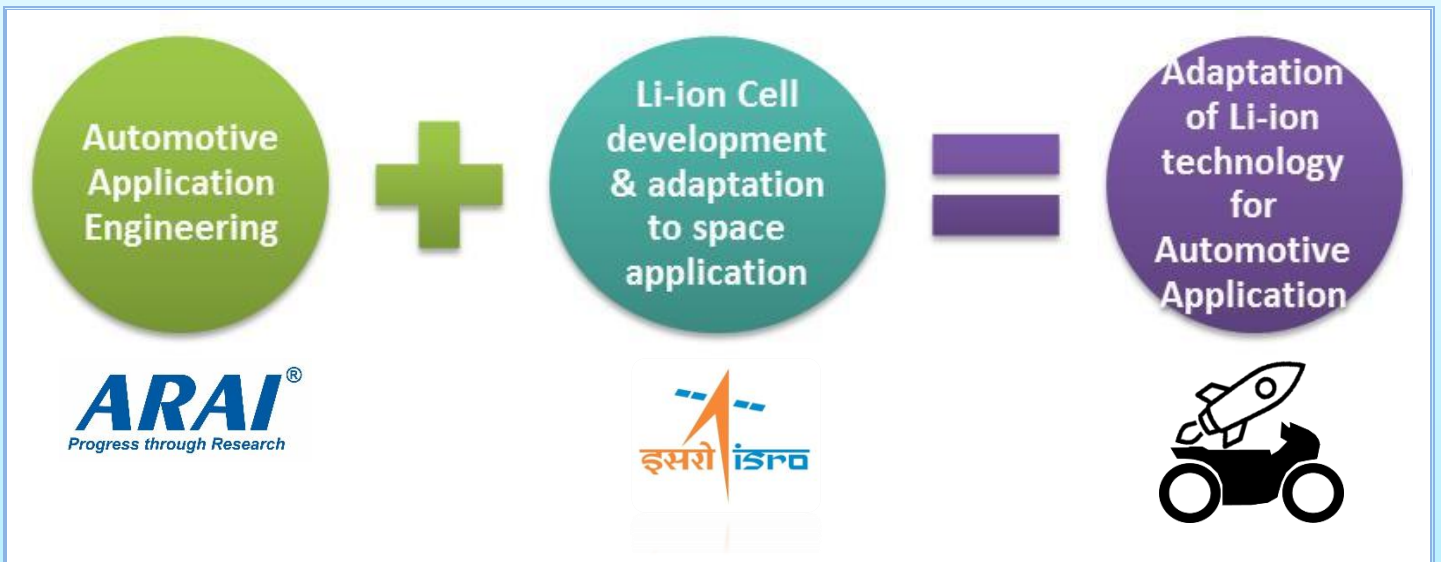 Automotive
Application
Engineering
Li-ion Cell
development
& adaptation
to space
application
Adaptation
of Li-ion
technology
for
Automotive
Application
ARAI®
Progress through Research
इसरो isro